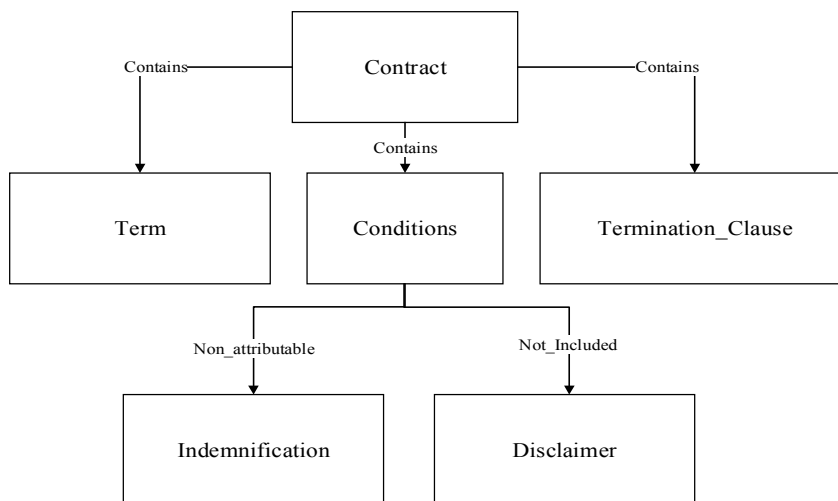 Contract
Contains
Contains
Contains
Term
Conditions
Termination_Clause
Non_attributable
Not_Included
Indemnification
Disclaimer